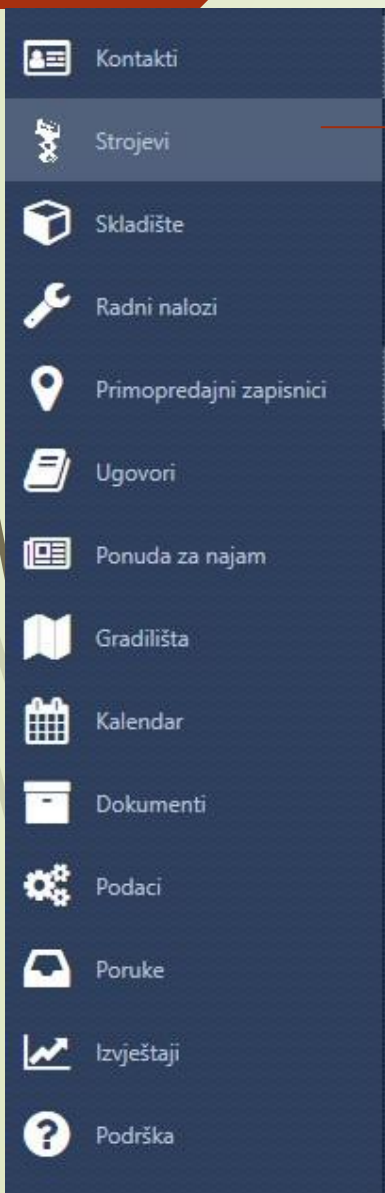 Kontakti
Strojevi
Skladište
Radni nalozi
Primopredajni zapisnici
Ugovori
Ponuda za najam
Gradilišta
Kalendar
Dokumenti
Podaci
Poruke
Izvještaji
Podrška